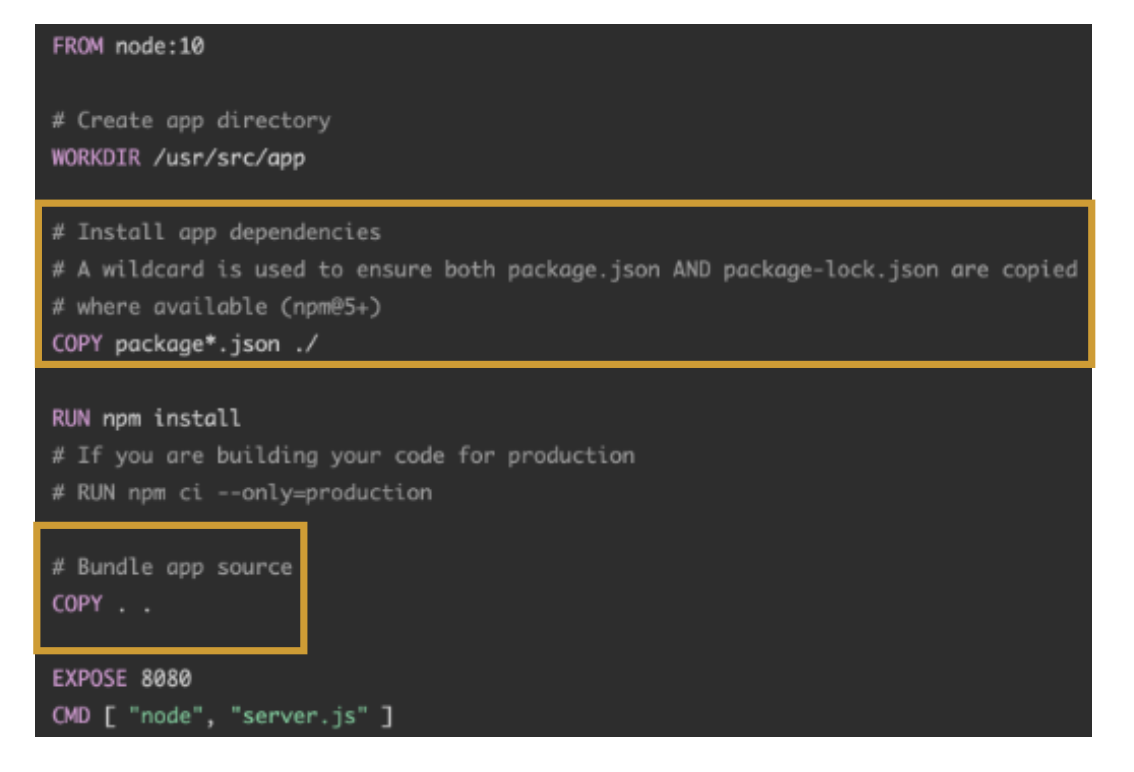 FROM node:10
# Create app directory
WORKDIR /usr/src/app
# Install app dependencies
# A wildcard is used to ensure both package.json AND package-lock.json are copied
# where available (npm@5+)
COPY package*.json ./
RUN npm install
# If you are building your code for production
# RUN npm ci --only=production
# Bundle app source
COPY . .
EXPOSE 8080
CMD [ "node", "server.js" ]